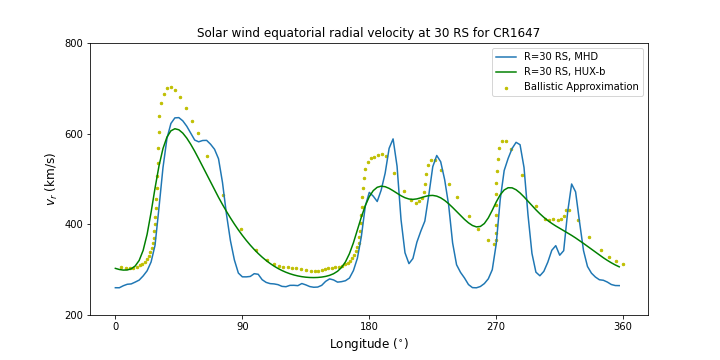 Solar wind equatorial radial velocity at 30 RS for CR1647
R=30 RS, MHD
R=30 RS, HUX-b
Ballistic Approximation
800
600
400
200
v_r (km/s)
0 90 180 270 360
Longitude (°)